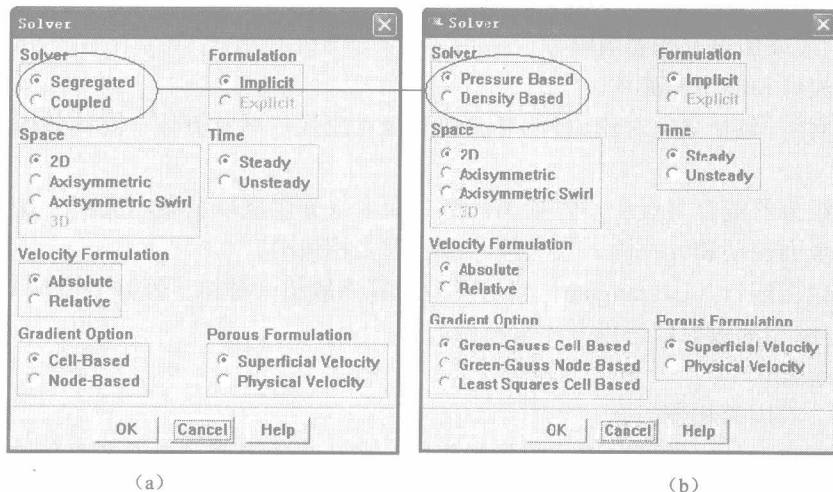 Solver
Solver
Formulation
Segregated
Coupled
Implicit
Explicit
Space
Time
2D
Axisymmetric
Axisymmetric Swirl
3D
Steady
Unsteady
Velocity Formulation
Absolute
Relative
Gradient Option
Porous Formulation
Cell-Based
Node-Based
Superficial Velocity
Physical Velocity
OK
Cancel
Help
(a)
Solver
Solver
Formulation
Pressure Based
Density Based
Implicit
Explicit
Space
Time
2D
Axisymmetric
Axisymmetric Swirl
3D
Steady
Unsteady
Velocity Formulation
Absolute
Relative
Gradient Option
Porous Formulation
Green-Gauss Cell Based
Green-Gauss Node Based
Least Squares Cell Based
Superficial Velocity
Physical Velocity
OK
Cancel
Help
(b)